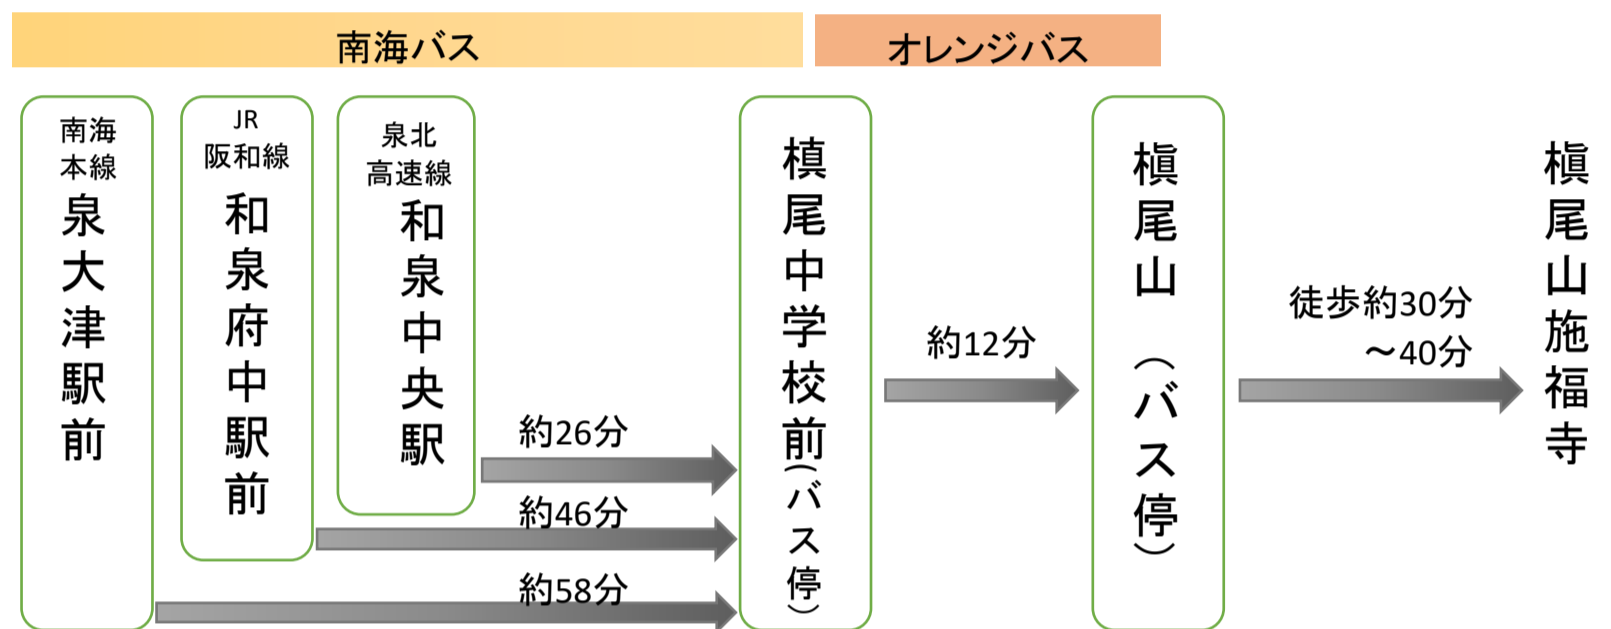 南海バス
オレンジバス
南海
本線
泉大津駅前
JR
阪和線
和泉府中駅前
泉北
高速線
和泉中央駅
約26分
約46分
約58分
槙尾中学校前(バス停)
約12分
槇尾山 (バス停)
徒歩約30分
～40分
槇尾山施福寺